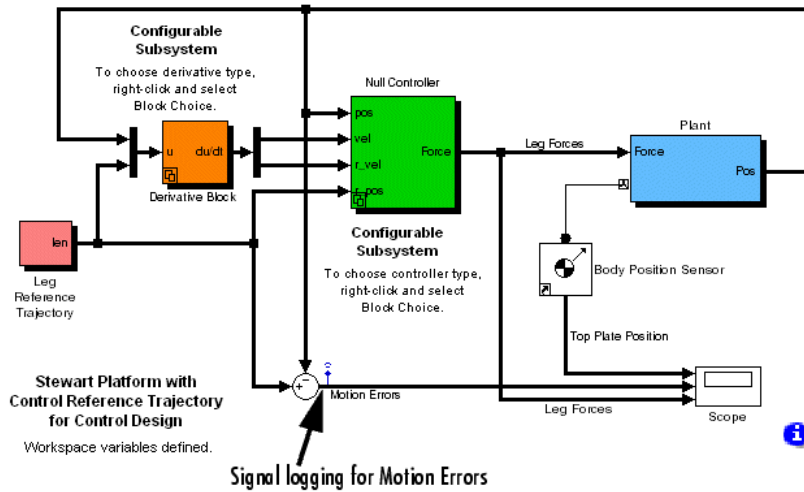 Configurable
Subsystem
To choose derivative type,
right-click and select
Block Choice.
Null Controller
pos
vel
r_vel
r_pos
Force
u
du/dt
Derivative Block
Leg Forces
Plant
Force
Pos
len
Leg
Reference
Trajectory
Configurable
Subsystem
To choose controller type,
right-click and select
Block Choice.
Body Position Sensor
Top Plate Position
Stewart Platform with
Control Reference Trajectory
for Control Design
Workspace variables defined.
+
−
Motion Errors
Leg Forces
Scope
i
Signal logging for Motion Errors